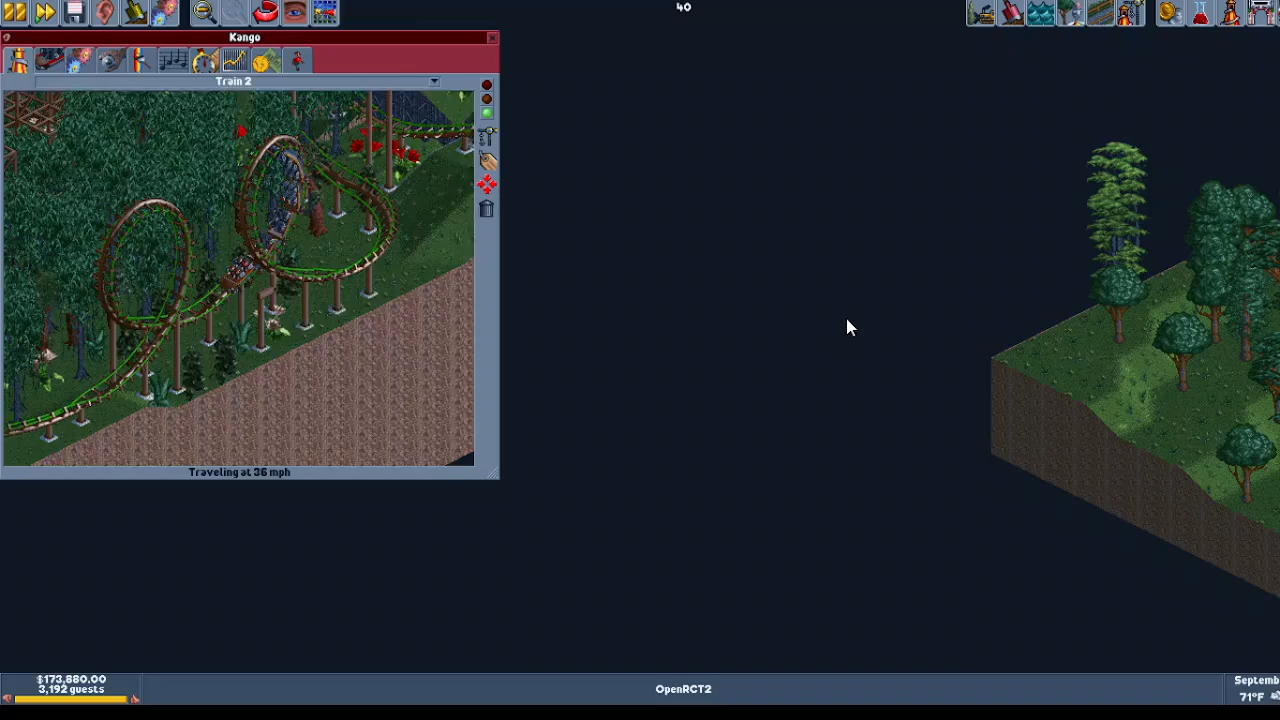 40
Kango
Train 2
Traveling at 36 mph
$173,880.00
3,192 guests
OpenRCT2
Septemb
71°F